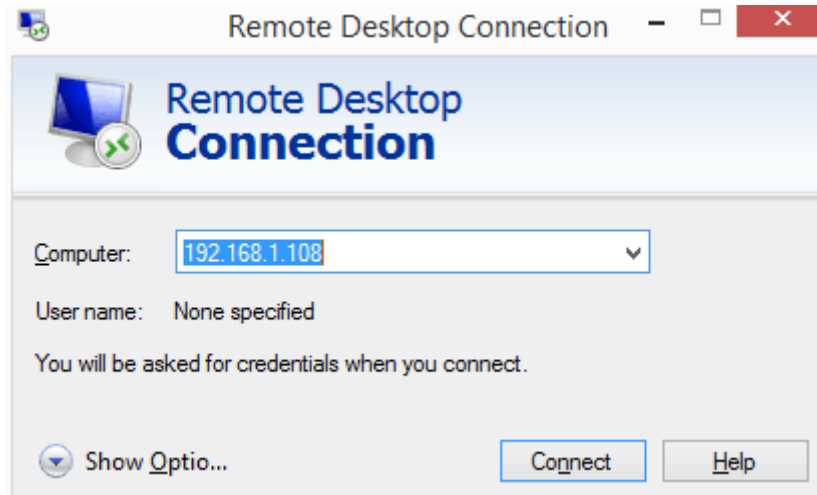 Remote Desktop Connection
Remote Desktop
Connection
Computer: 192.168.1.108
User name: None specified
You will be asked for credentials when you connect.
Show Optio... Connect Help